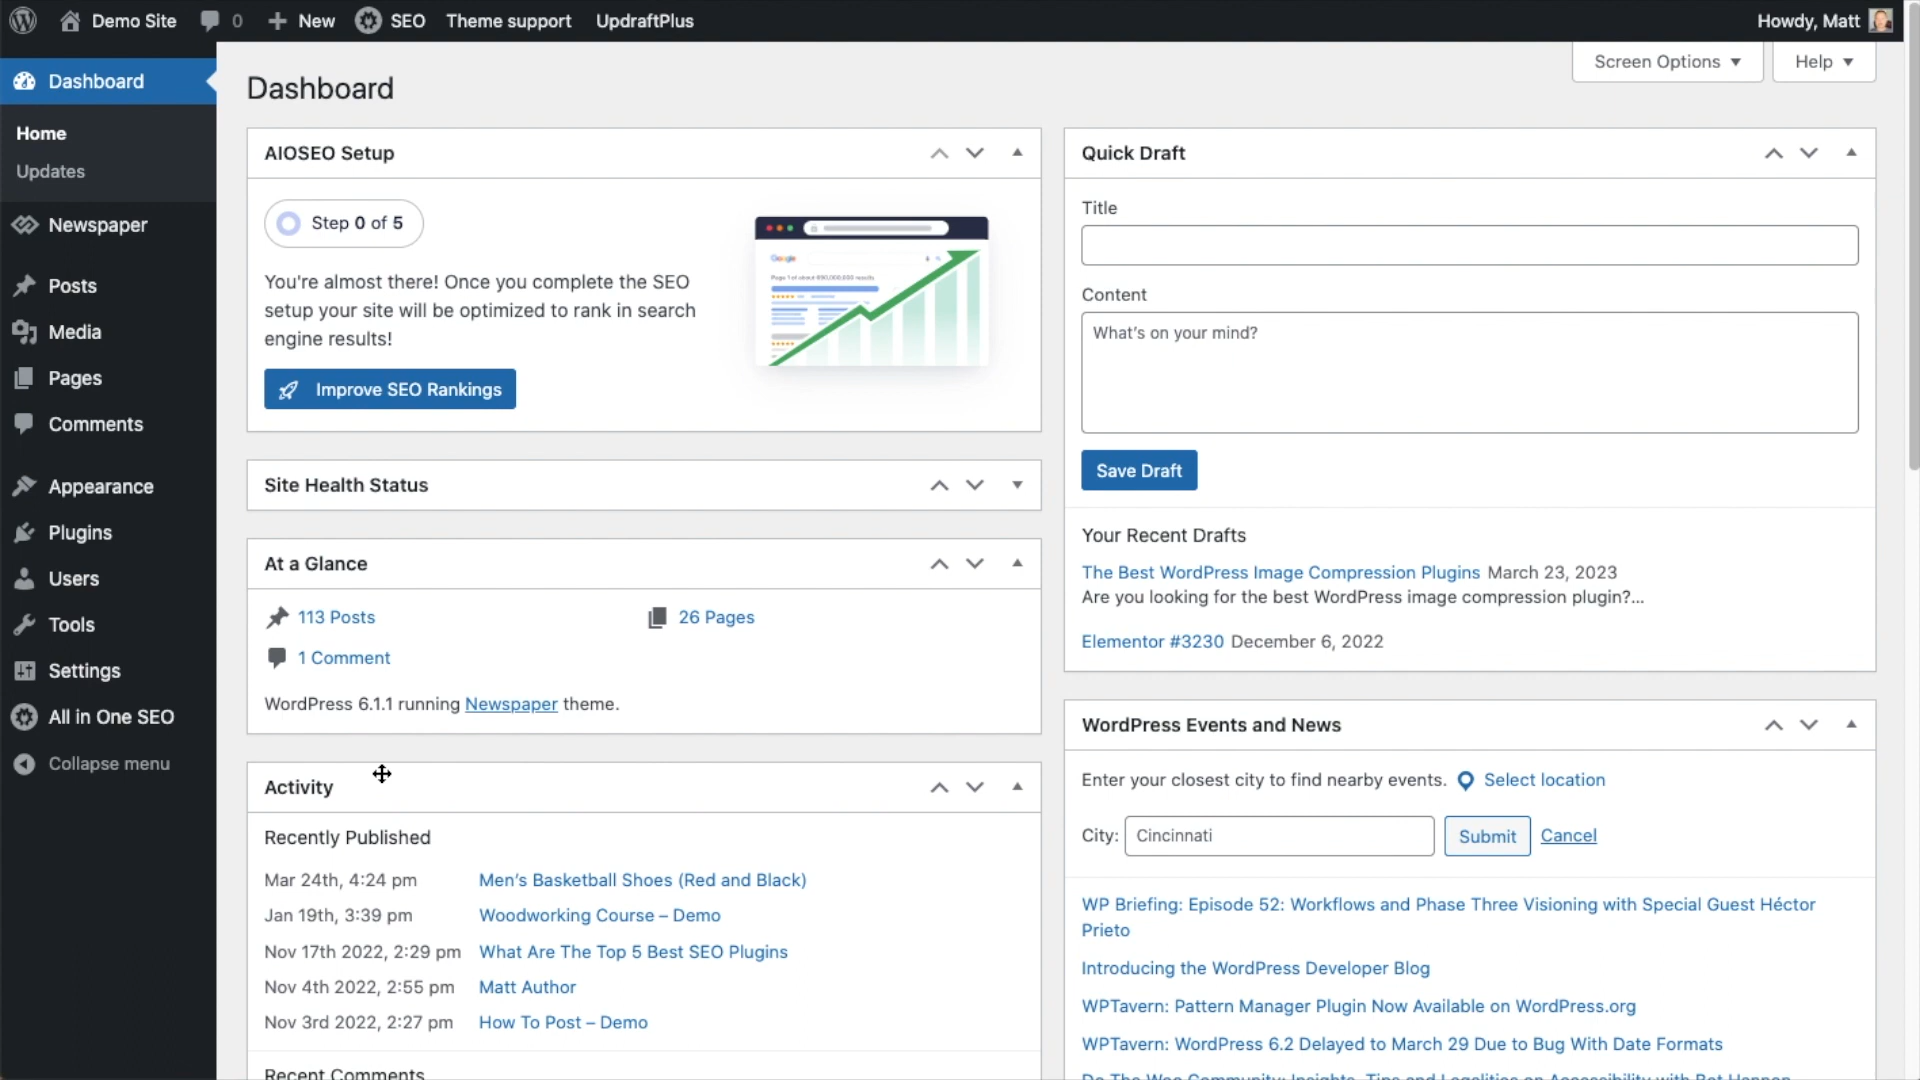 Demo Site 0 New SEO Theme support UpdraftPlus Howdy, Matt
Dashboard
Home
Updates
Newspaper
Posts
Media
Pages
Comments
Appearance
Plugins
Users
Tools
Settings
All in One SEO
Collapse menu
Screen Options Help
Dashboard
AIOSEO Setup
Step 0 of 5
You're almost there! Once you complete the SEO
setup your site will be optimized to rank in search
engine results!
Improve SEO Rankings
Google
Site Health Status
At a Glance
113 Posts 26 Pages
1 Comment
WordPress 6.1.1 running Newspaper theme.
Activity
Recently Published
Mar 24th, 4:24 pm Men's Basketball Shoes (Red and Black)
Jan 19th, 3:39 pm Woodworking Course – Demo
Nov 17th 2022, 2:29 pm What Are The Top 5 Best SEO Plugins
Nov 4th 2022, 2:55 pm Matt Author
Nov 3rd 2022, 2:27 pm How To Post – Demo
Recent Comments
Quick Draft
Title
Content
What's on your mind?
Save Draft
Your Recent Drafts
The Best WordPress Image Compression Plugins March 23, 2023
Are you looking for the best WordPress image compression plugin?...
Elementor #3230 December 6, 2022
WordPress Events and News
Enter your closest city to find nearby events. Select location
City: Cincinnati Submit Cancel
WP Briefing: Episode 52: Workflows and Phase Three Visioning with Special Guest Héctor
Prieto
Introducing the WordPress Developer Blog
WPTavern: Pattern Manager Plugin Now Available on WordPress.org
WPTavern: WordPress 6.2 Delayed to March 29 Due to Bug With Date Formats